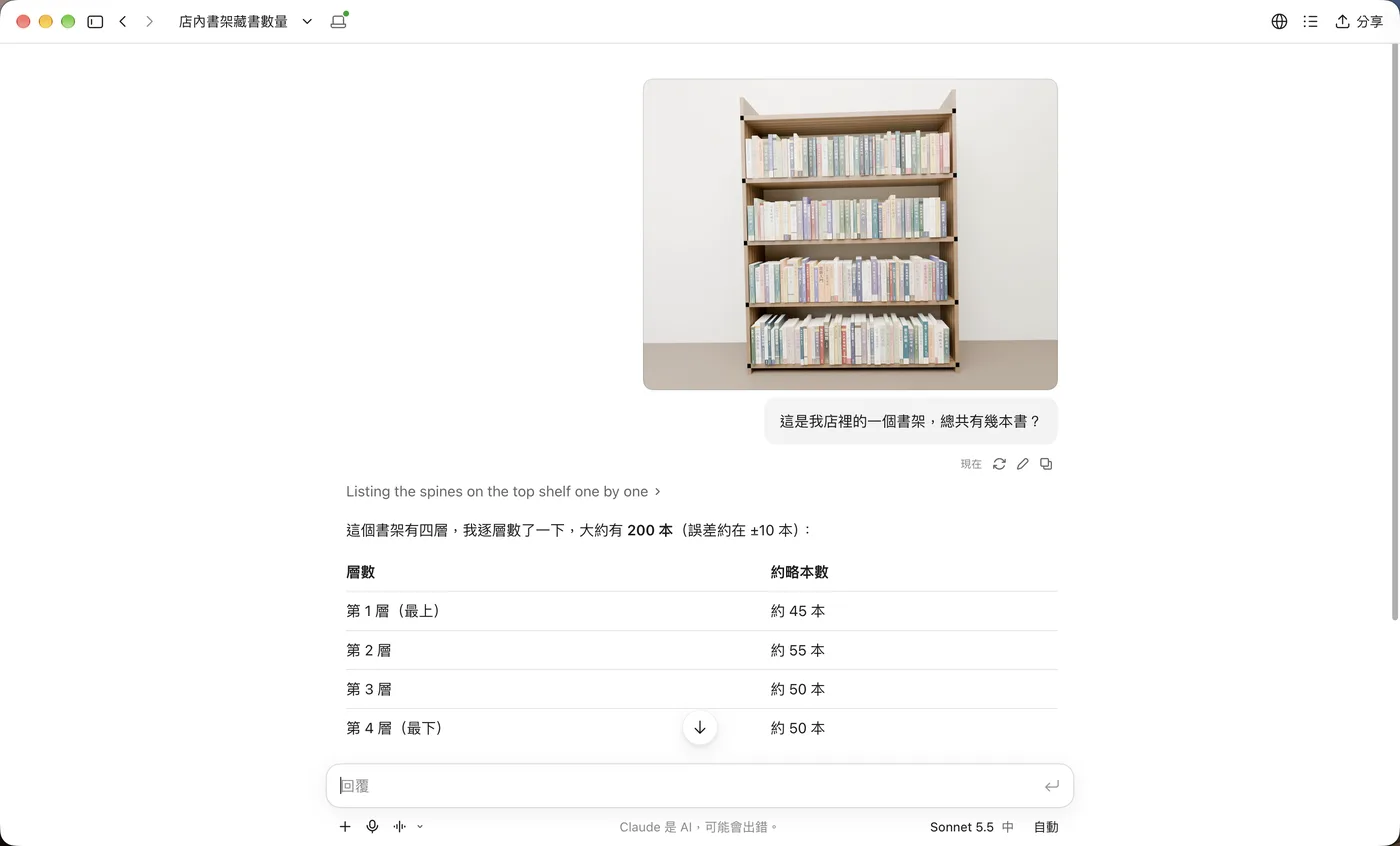 店內書架藏書數量
分享
這是我店裡的一個書架，總共有幾本書？
現在
Listing the spines on the top shelf one by one
這個書架有四層，我逐層數了一下，大約有 200 本（誤差約在 ±10 本）：
層數 約略本數
第 1 層（最上） 約 45 本
第 2 層 約 55 本
第 3 層 約 50 本
第 4 層（最下） 約 50 本
回覆
Claude 是 AI，可能會出錯。
Sonnet 5.5 中 自動